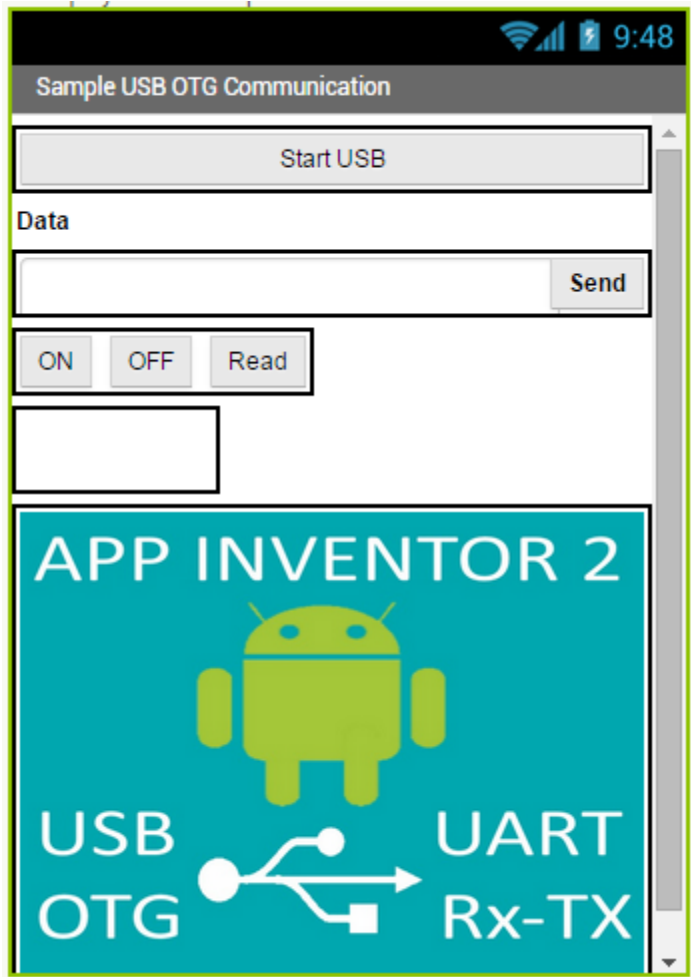 9:48
Sample USB OTG Communication
Start USB
Data
Send
ON OFF Read
APP INVENTOR 2
USB UART
OTG Rx-TX